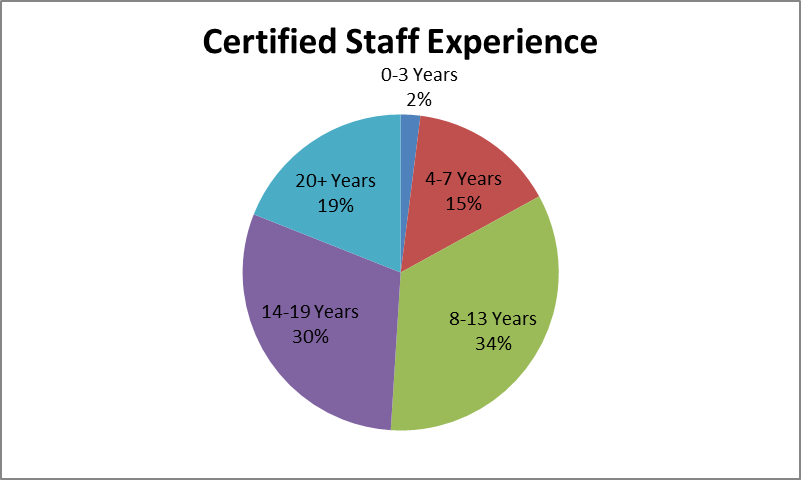 Certified Staff Experience
0-3 Years
2%
4-7 Years
15%
8-13 Years
34%
14-19 Years
30%
20+ Years
19%